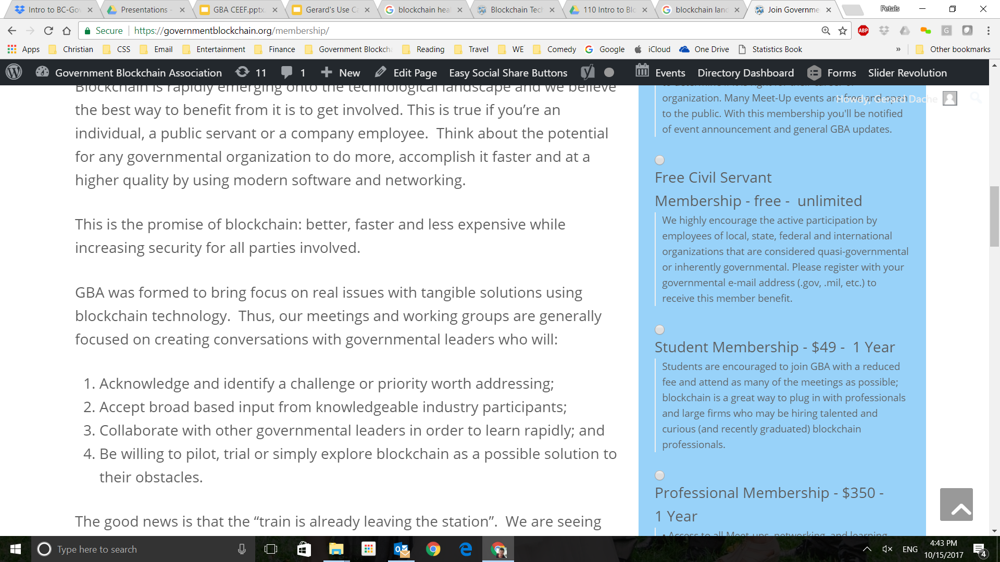 Intro to BC-Gov
Presentations -
GBA CEEF.pptx
Gerard's Use Ca
blockchain heal
Blockchain Tech
110 Intro to Blo
blockchain land
Join Governme
Petals
Secure
https://governmentblockchain.org/membership/
ABP
G
Apps
Christian
CSS
Email
Entertainment
Finance
Government Blockcha
Reading
Travel
WE
Comedy
Google
iCloud
One Drive
Statistics Book
»
Other bookmarks
Government Blockchain Association
11
1
New
Edit Page
Easy Social Share Buttons
Events
Directory Dashboard
Forms
Slider Revolution
Howdy, Gerard Dache
Blockchain is rapidly emerging onto the technological landscape and we believe
the best way to benefit from it is to get involved. This is true if you’re an
individual, a public servant or a company employee.  Think about the potential
for any governmental organization to do more, accomplish it faster and at a
higher quality by using modern software and networking.
This is the promise of blockchain: better, faster and less expensive while
increasing security for all parties involved.
GBA was formed to bring focus on real issues with tangible solutions using
blockchain technology.  Thus, our meetings and working groups are generally
focused on creating conversations with governmental leaders who will:
1. Acknowledge and identify a challenge or priority worth addressing;
2. Accept broad based input from knowledgeable industry participants;
3. Collaborate with other governmental leaders in order to learn rapidly; and
4. Be willing to pilot, trial or simply explore blockchain as a possible solution to
their obstacles.
The good news is that the “train is already leaving the station”.  We are seeing
to determine if it is right for their career or
organization. Many Meet-Up events are free and open
to the public. With this membership you'll be notified
of event announcement and general GBA updates.
Free Civil Servant
Membership - free -  unlimited
We highly encourage the active participation by
employees of local, state, federal and international
organizations that are considered quasi-governmental
or inherently governmental. Please register with your
governmental e-mail address (.gov, .mil, etc.) to
receive this member benefit.
Student Membership - $49 -  1 Year
Students are encouraged to join GBA with a reduced
fee and attend as many of the meetings as possible;
blockchain is a great way to plug in with professionals
and large firms who may be hiring talented and
curious (and recently graduated) blockchain
professionals.
Professional Membership - $350 -
1 Year
• Access to all Meet-ups, networking, and learning
Type here to search
ENG
4:43 PM
10/15/2017
4